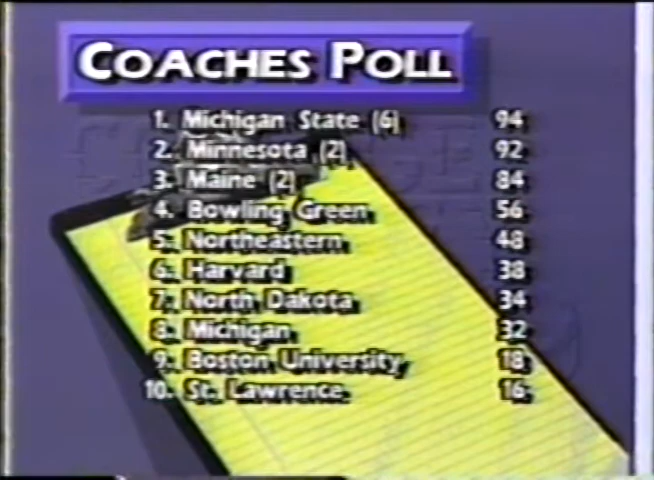 COACHES POLL
1. Michigan State (6) 94
2. Minnesota (2) 92
3. Maine (2) 84
4. Bowling Green 56
5. Northeastern 48
6. Harvard 38
7. North Dakota 34
8. Michigan 32
9. Boston University 18
10. St. Lawrence 16